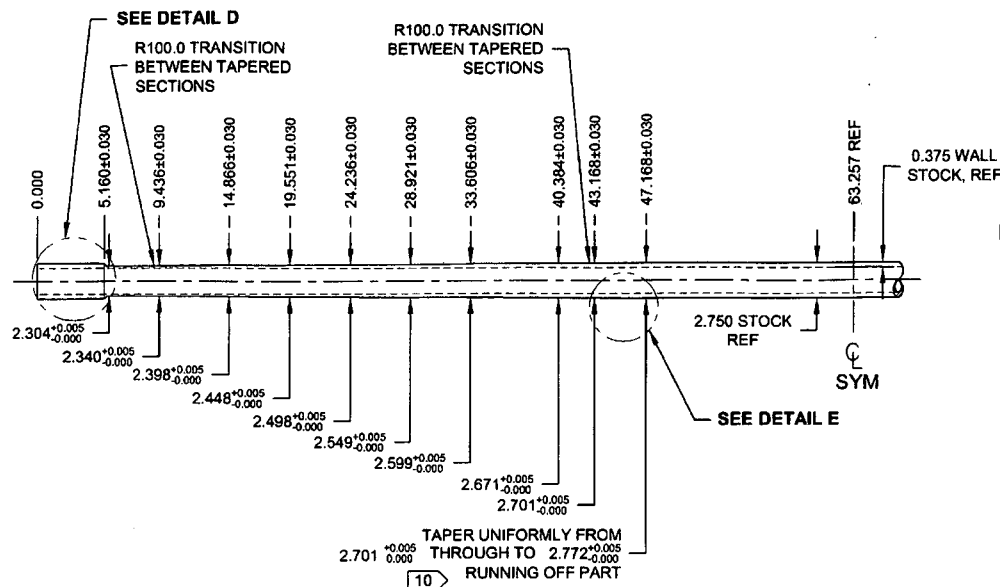 SEE DETAIL D
R100.0 TRANSITION
BETWEEN TAPERED
SECTIONS
R100.0 TRANSITION
BETWEEN TAPERED
SECTIONS
0.000
5.160±0.030
9.436±0.030
14.866±0.030
19.551±0.030
24.236±0.030
28.921±0.030
33.606±0.030
40.384±0.030
43.168±0.030
47.168±0.030
63.257 REF
0.375 WALL
STOCK, REF
2.304 +0.005 -0.000
2.340 +0.005 -0.000
2.398 +0.005 -0.000
2.448 +0.005 -0.000
2.498 +0.005 -0.000
2.549 +0.005 -0.000
2.599 +0.005 -0.000
2.671 +0.005 -0.000
2.701 +0.005 -0.000
2.750 STOCK
REF
℄
SYM
SEE DETAIL E
TAPER UNIFORMLY FROM
2.701 +0.005 0.000 THROUGH TO 2.772 +0.005 -0.000
RUNNING OFF PART
10